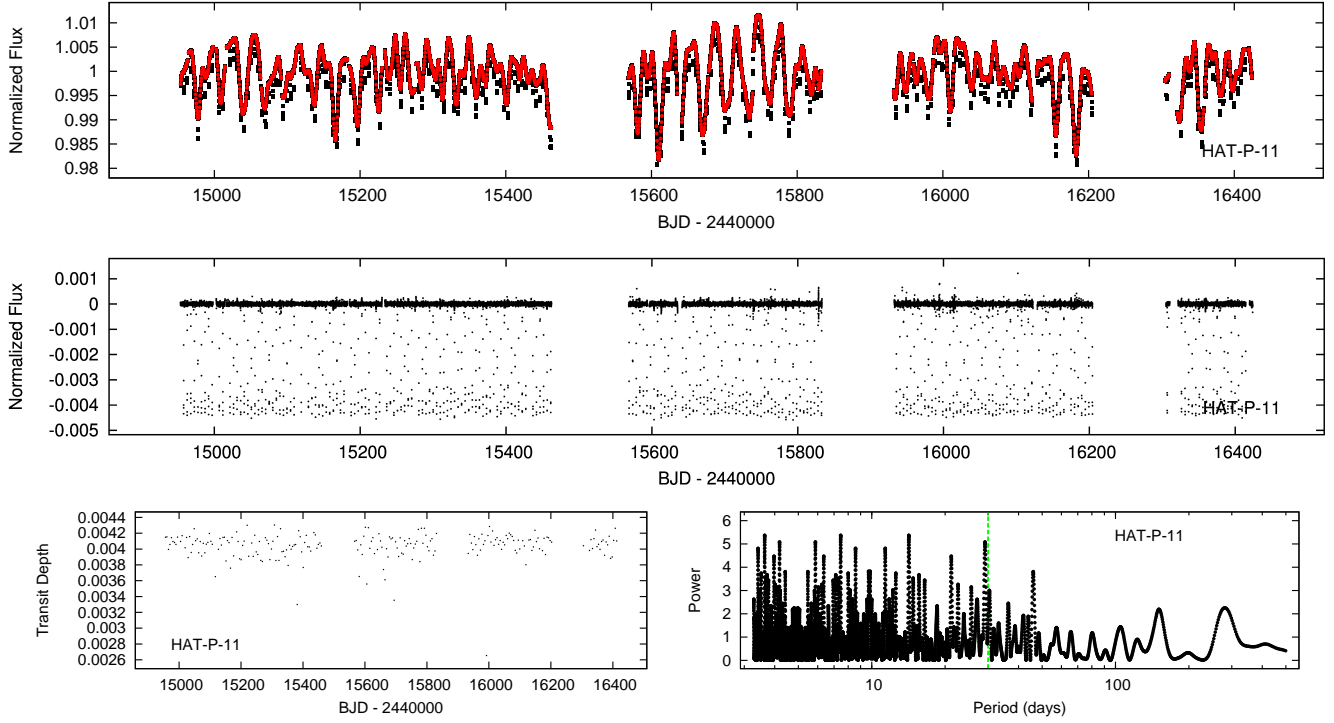 1.01
1.005
1
0.995
0.99
0.985
0.98
Normalized Flux
HAT-P-11
15000 15200 15400 15600 15800 16000 16200 16400
BJD - 2440000
0.001
0
-0.001
-0.002
-0.003
-0.004
-0.005
Normalized Flux
HAT-P-11
15000 15200 15400 15600 15800 16000 16200 16400
BJD - 2440000
0.0044
0.0042
0.004
0.0038
0.0036
0.0034
0.0032
0.003
0.0028
0.0026
Transit Depth
HAT-P-11
15000 15200 15400 15600 15800 16000 16200 16400
BJD - 2440000
6
5
4
3
2
1
0
Power
HAT-P-11
10 100
Period (days)